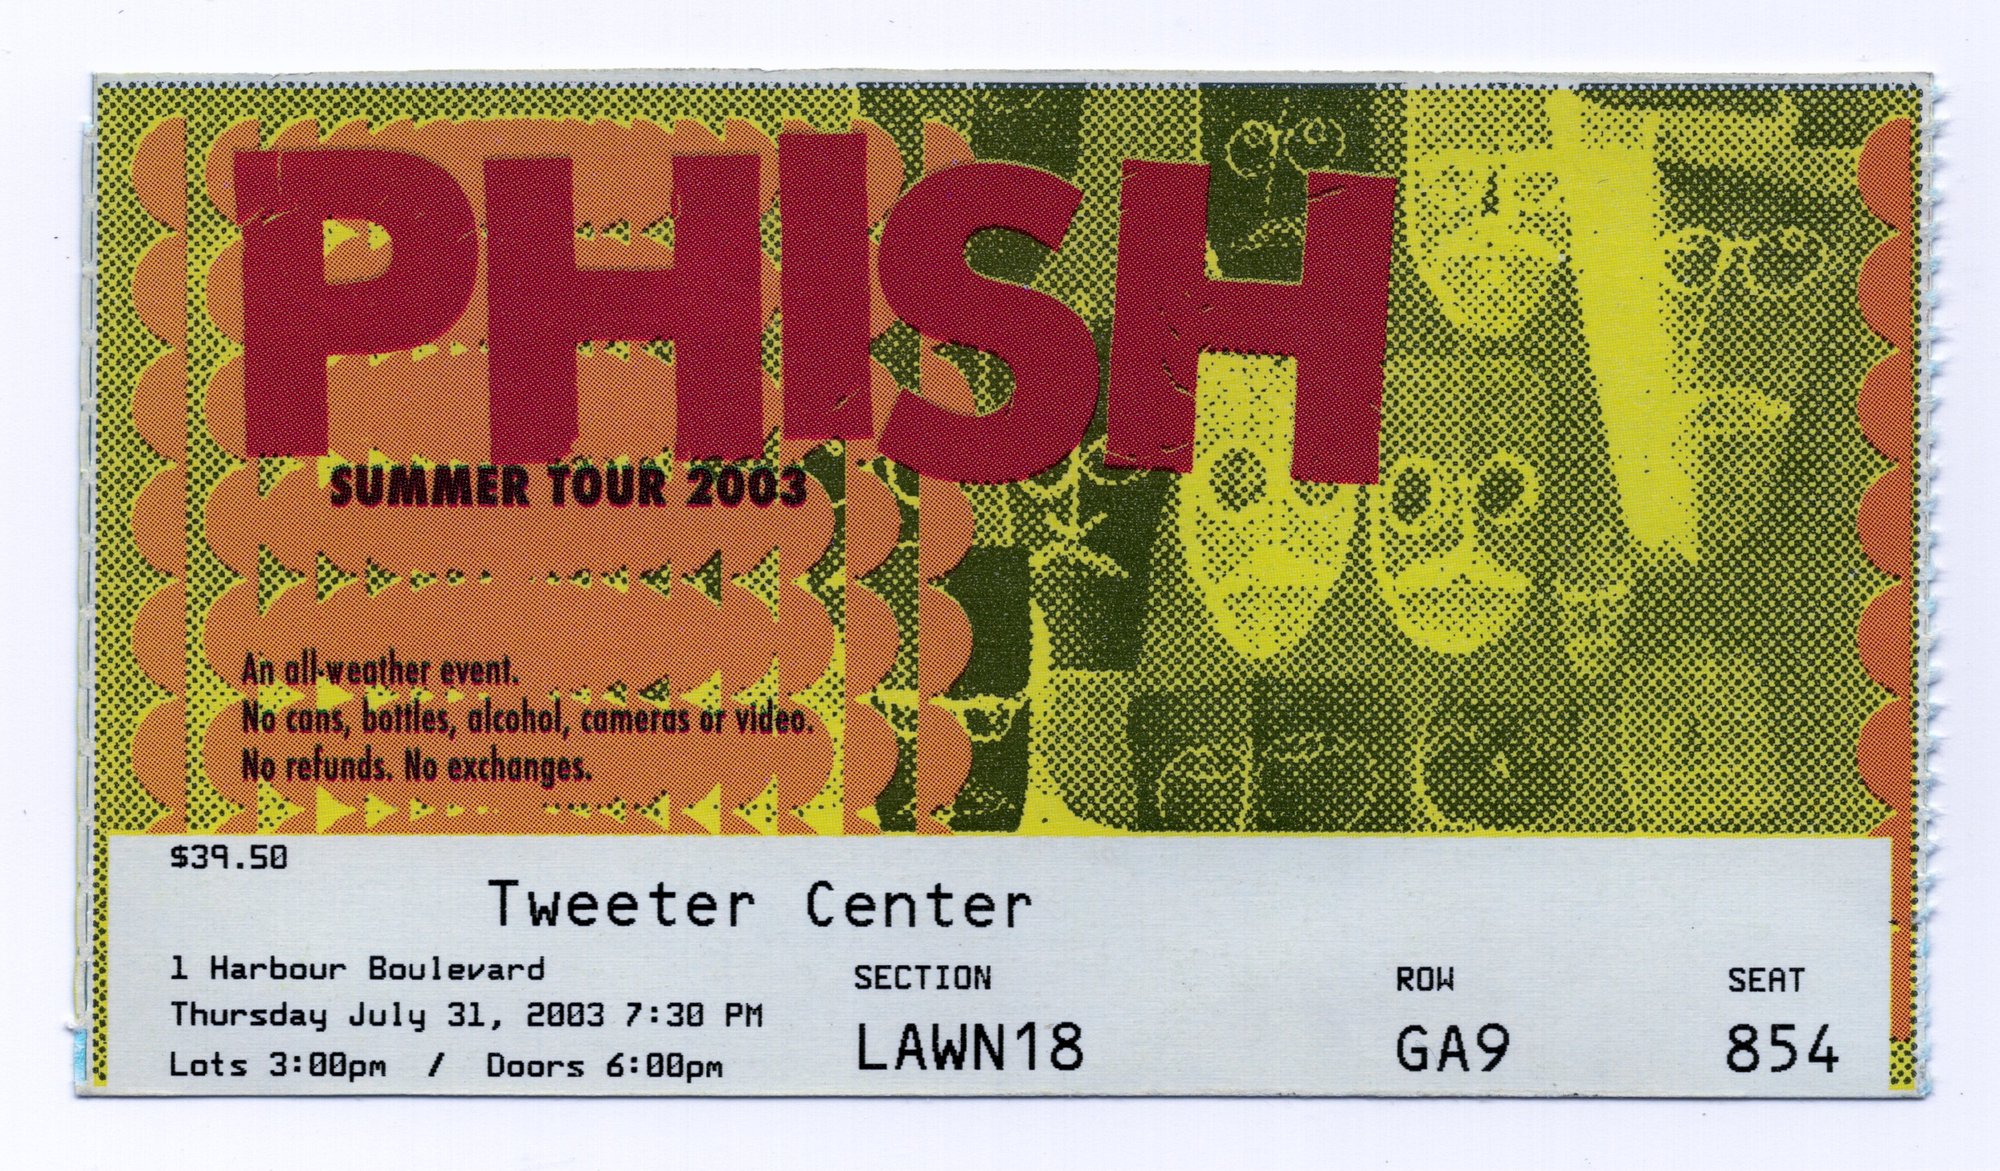 PHISH
SUMMER TOUR 2003
An all-weather event.
No cans, bottles, alcohol, cameras or video.
No refunds. No exchanges.
$39.50
Tweeter Center
1 Harbour Boulevard
Thursday July 31, 2003 7:30 PM
Lots 3:00pm / Doors 6:00pm
SECTION ROW SEAT
LAWN18 GA9 854